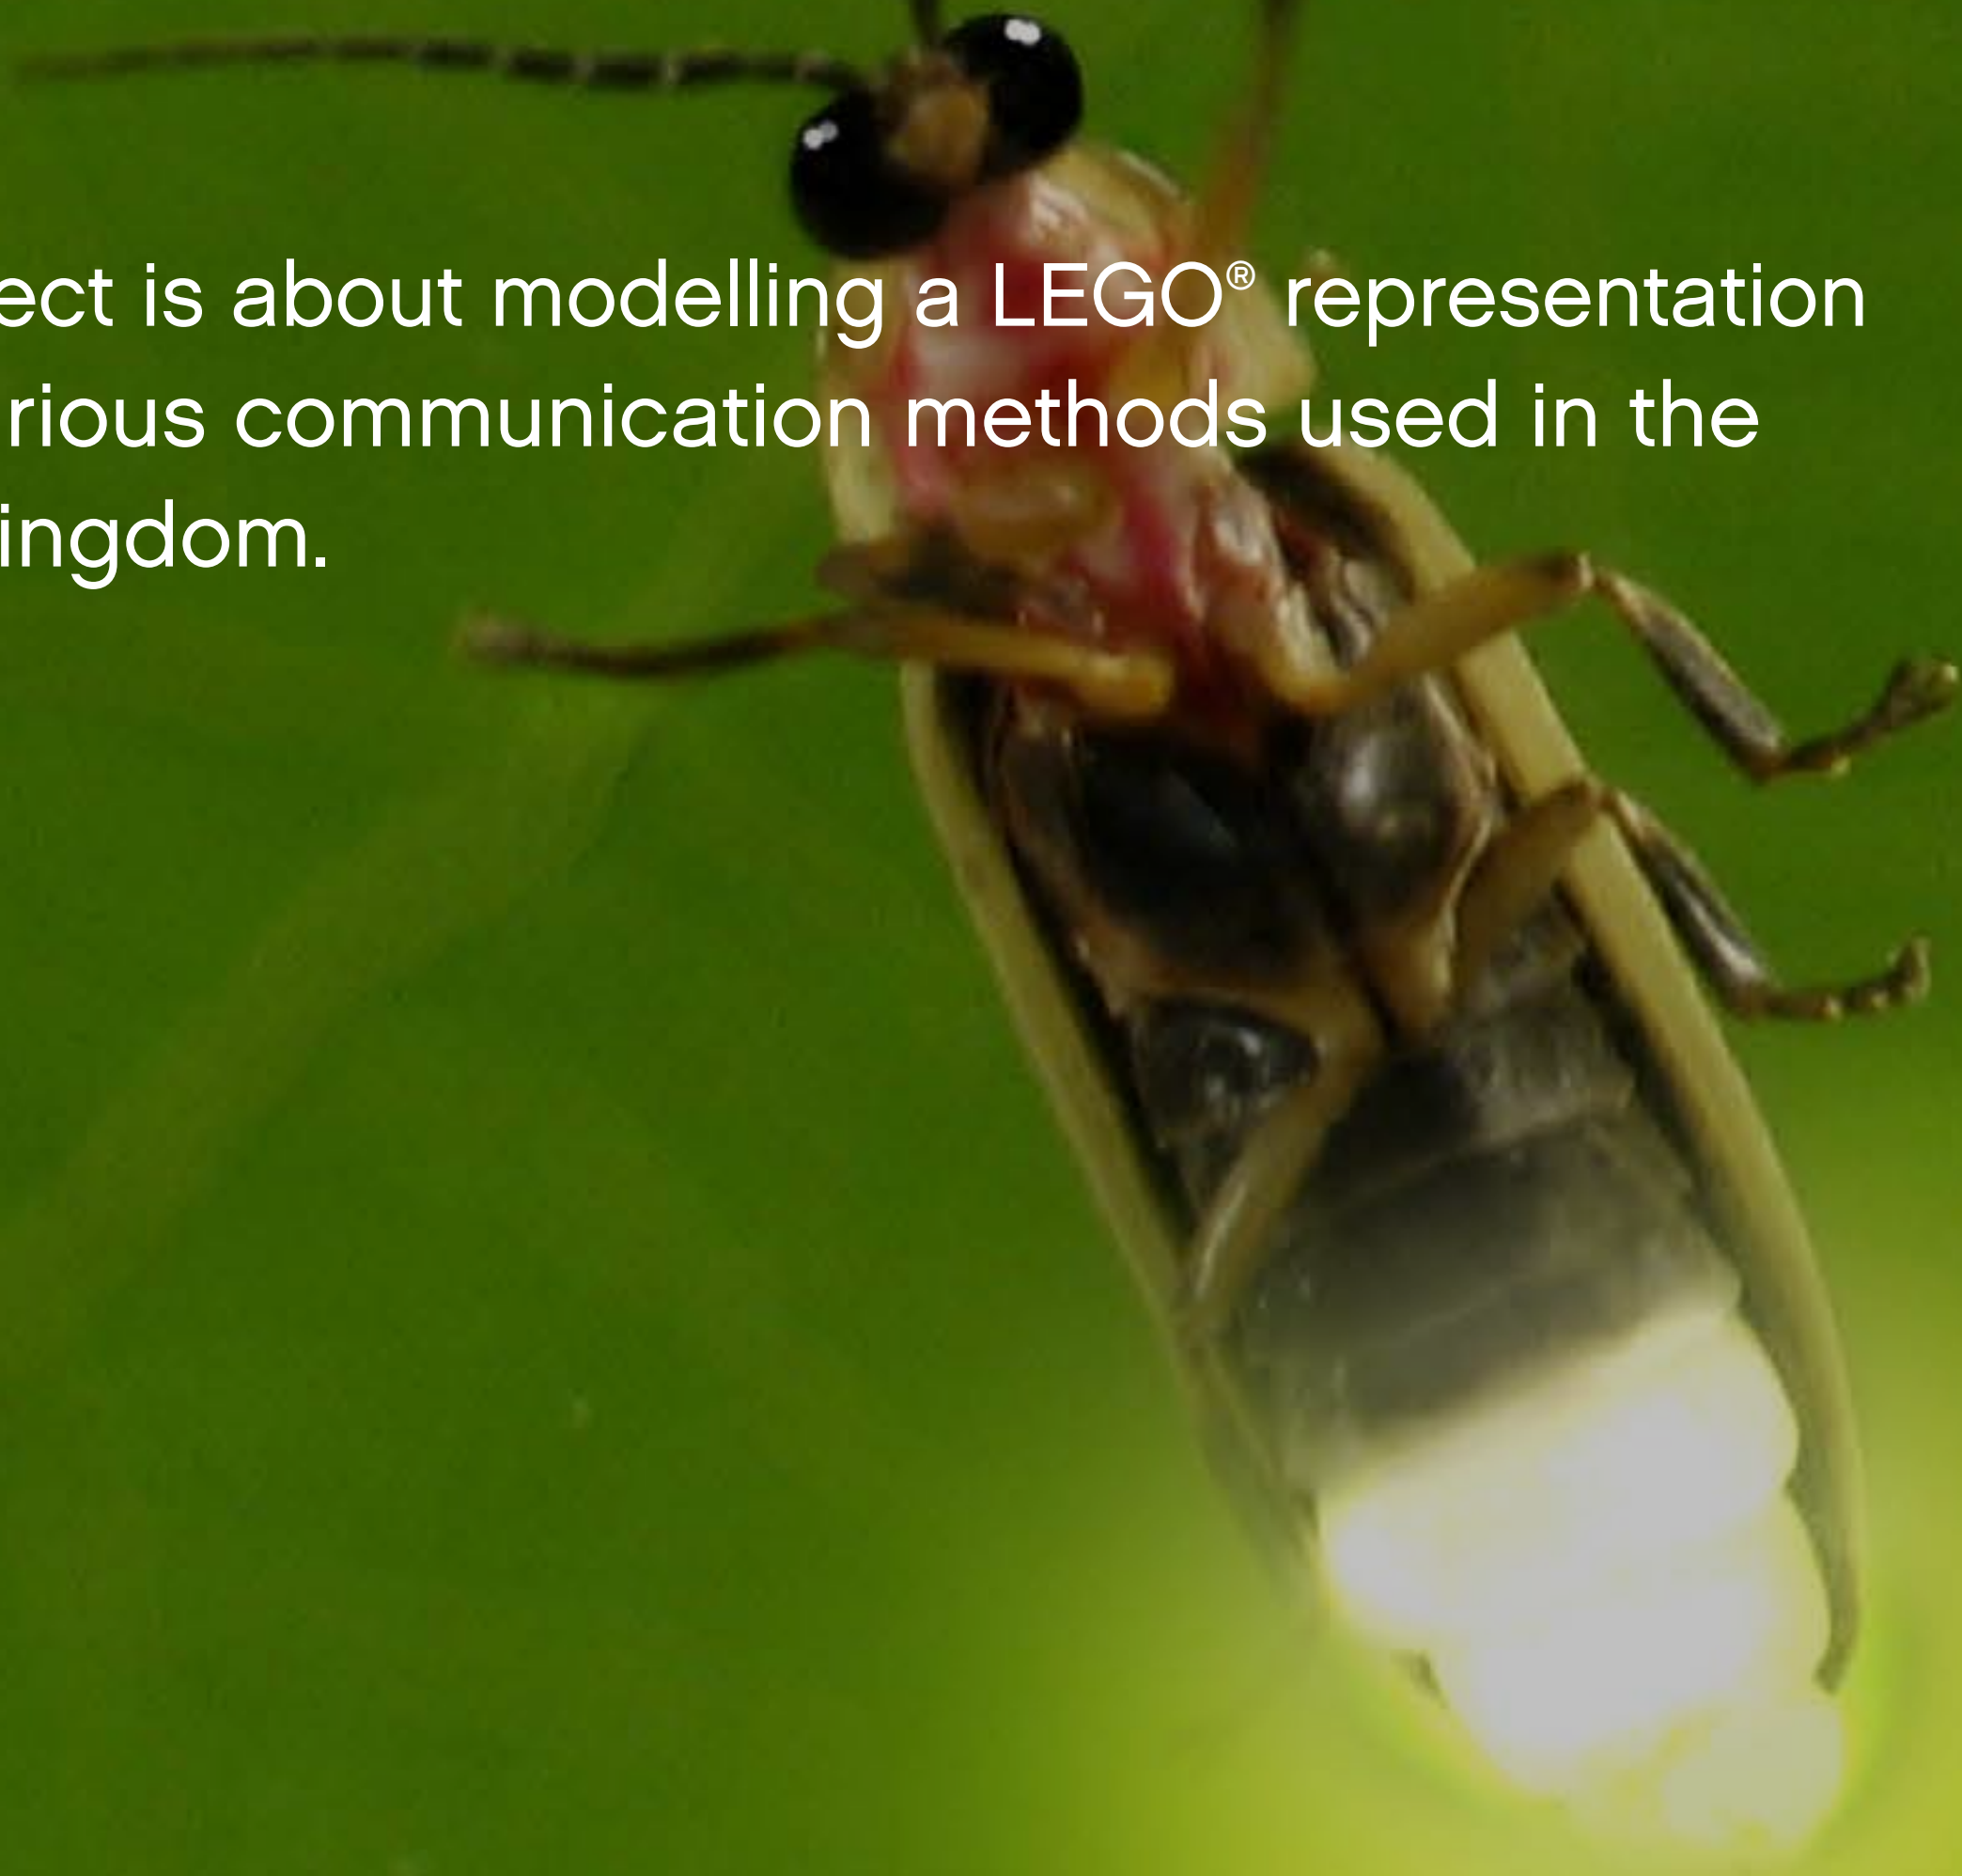 ect is about modelling a LEGO® representation
rious communication methods used in the
ingdom.